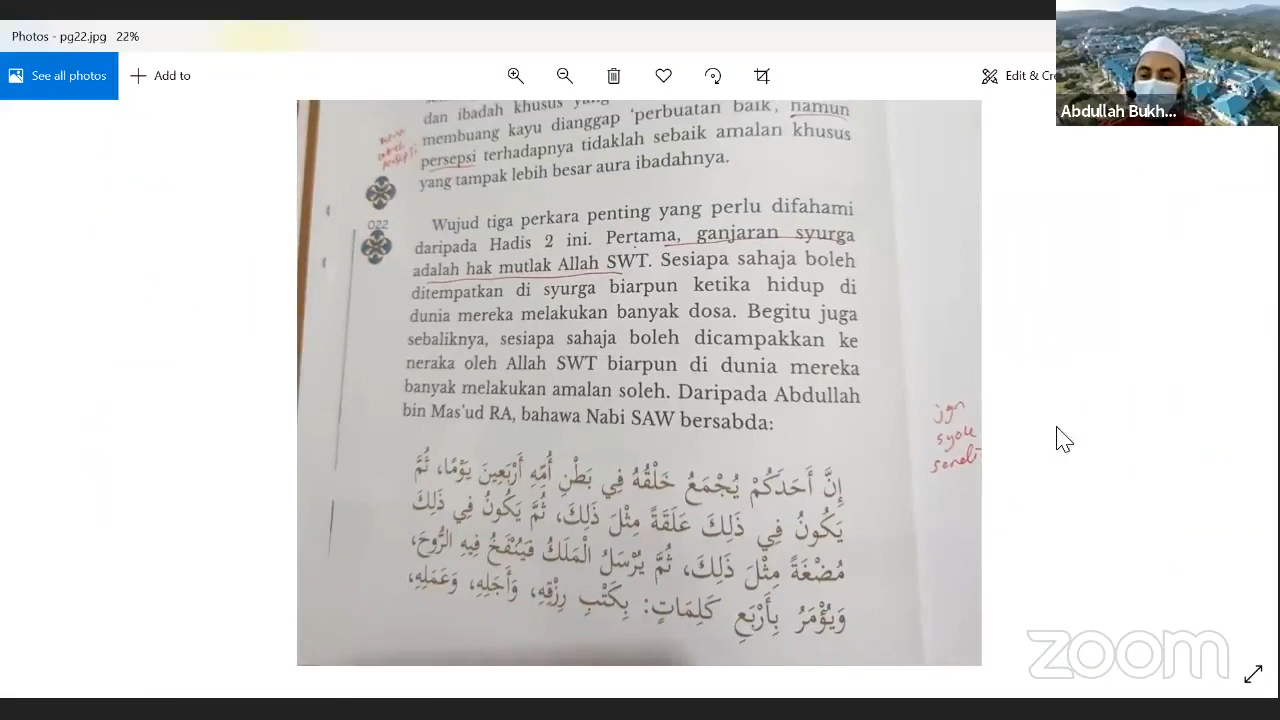 Photos - pg22.jpg 22%
See all photos
Add to
Edit & Cre
Abdullah Bukh...
dan ibadah khusus yang
membuang kayu dianggap 'perbuatan baik', namun
persepsi terhadapnya tidaklah sebaik amalan khusus
yang tampak lebih besar aura ibadahnya.
022
Wujud tiga perkara penting yang perlu difahami
daripada Hadis 2 ini. Pertama, ganjaran syurga
adalah hak mutlak Allah SWT. Sesiapa sahaja boleh
ditempatkan di syurga biarpun ketika hidup di
dunia mereka melakukan banyak dosa. Begitu juga
sebaliknya, sesiapa sahaja boleh dicampakkan ke
neraka oleh Allah SWT biarpun di dunia mereka
banyak melakukan amalan soleh. Daripada Abdullah
bin Mas'ud RA, bahawa Nabi SAW bersabda:
jgn
syok
sendiri
إِنَّ أَحَدَكُمْ يُجْمَعُ خَلْقُهُ فِي بَطْنِ أُمِّهِ أَرْبَعِينَ يَوْمًا، ثُمَّ
يَكُونُ فِي ذَلِكَ عَلَقَةً مِثْلَ ذَلِكَ، ثُمَّ يَكُونُ فِي ذَلِكَ
مُضْغَةً مِثْلَ ذَلِكَ، ثُمَّ يُرْسَلُ الْمَلَكُ فَيَنْفُخُ فِيهِ الرُّوحَ،
وَيُؤْمَرُ بِأَرْبَعِ كَلِمَاتٍ: بِكَتْبِ رِزْقِهِ، وَأَجَلِهِ، وَعَمَلِهِ،
zoom